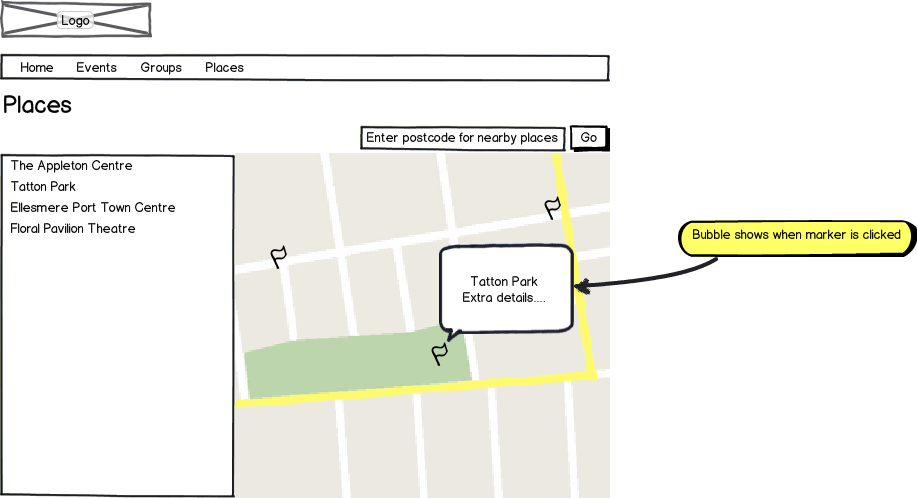 Logo
Home Events Groups Places
Places
Enter postcode for nearby places Go
The Appleton Centre
Tatton Park
Ellesmere Port Town Centre
Floral Pavilion Theatre
Bubble shows when marker is clicked
Tatton Park
Extra details....